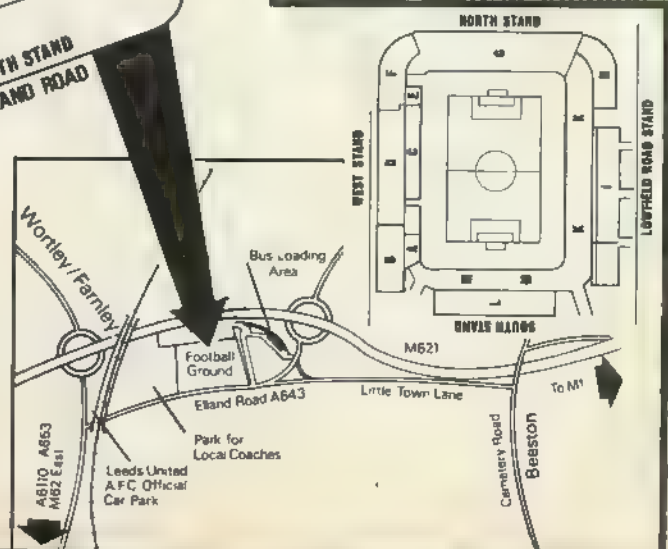 TH STAND
AND ROAD
NORTH STAND
WEST STAND
LOWFIELD ROAD STAND
SOUTH STAND
F
E
D
C
B
A
K
K
L
Wortley/Farnley
Bus Loading
Area
Football
Ground
M621
Elland Road A643
Little Town Lane
To M1
Park for
Local Coaches
Leeds United
A.F.C. Official
Car Park
A6110 A653
M62 East
Cemetery Road
Beeston